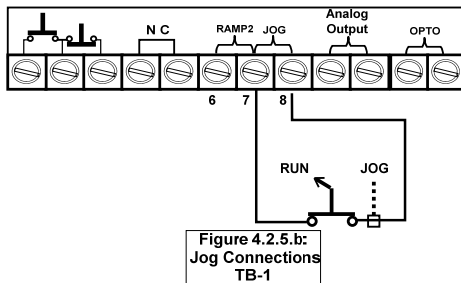 N C
RAMP2 JOG
Analog
Output
OPTO
6 7 8
RUN JOG
Figure 4.2.5.b:
Jog Connections
TB-1